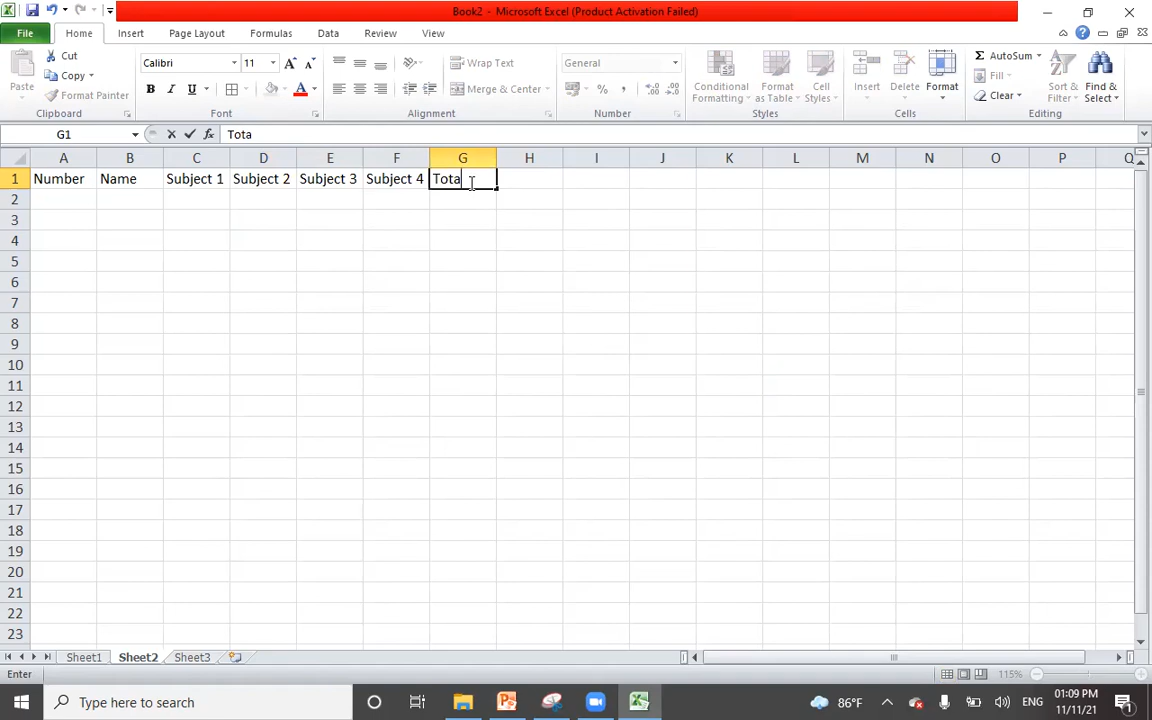 Book2 - Microsoft Excel (Product Activation Failed)
File Home Insert Page Layout Formulas Data Review View
Paste
Cut
Copy
Format Painter
Clipboard
Calibri 11
B I U
Font
Wrap Text
Merge & Center
Alignment
General
Number
Conditional Formatting
Format as Table
Cell Styles
Styles
Insert Delete Format
Cells
AutoSum
Fill
Clear
Sort & Filter
Find & Select
Editing
G1 fx Tota
A B C D E F G H I J K L M N O P Q
1 Number Name Subject 1 Subject 2 Subject 3 Subject 4 Tota
2
3
4
5
6
7
8
9
10
11
12
13
14
15
16
17
18
19
20
21
22
23
Sheet1 Sheet2 Sheet3
Enter 115%
Type here to search
86°F ENG 01:09 PM
11/11/21 1